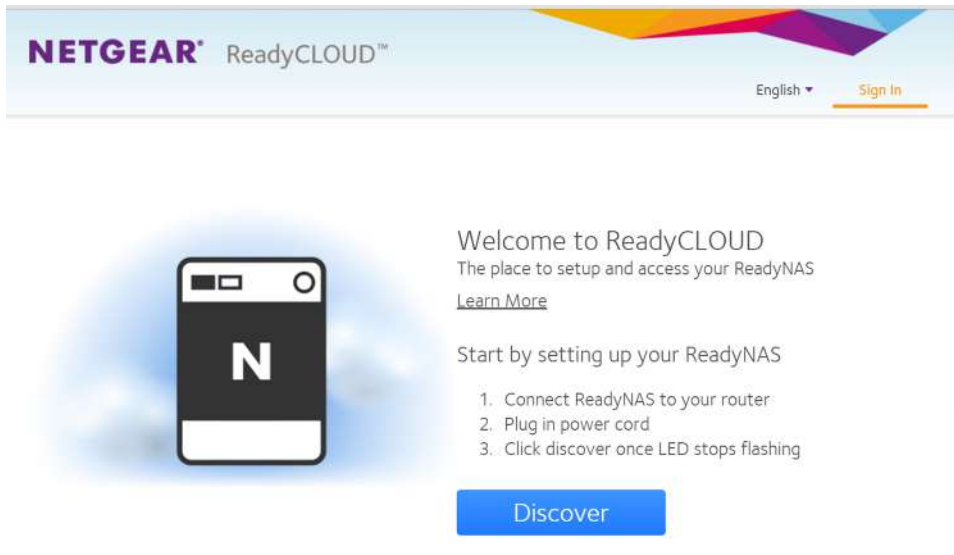 NETGEAR® ReadyCLOUD™
English ▾ Sign In
N
Welcome to ReadyCLOUD
The place to setup and access your ReadyNAS
Learn More
Start by setting up your ReadyNAS
1. Connect ReadyNAS to your router
2. Plug in power cord
3. Click discover once LED stops flashing
Discover